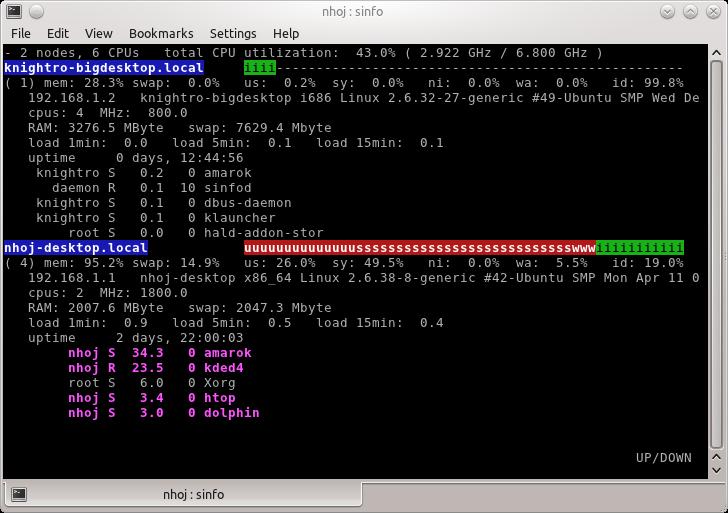 nhoj : sinfo
File Edit View Bookmarks Settings Help
- 2 nodes, 6 CPUs   total CPU utilization:  43.0% ( 2.922 GHz / 6.800 GHz )
knightro-bigdesktop.local     iiii---------------------------------------------------
( 1) mem: 28.3% swap:  0.0%   us:  0.2%  sy:  0.0%   ni:  0.0%  wa:  0.0%   id: 99.8%
192.168.1.2   knightro-bigdesktop i686 Linux 2.6.32-27-generic #49-Ubuntu SMP Wed De
cpus: 4  MHz:  800.0
RAM: 3276.5 MByte   swap: 7629.4 Mbyte
load 1min:  0.0   load 5min:  0.1   load 15min:  0.1
uptime     0 days, 12:44:56
knightro S   0.2   0 amarok
daemon R   0.1  10 sinfod
knightro S   0.1   0 dbus-daemon
knightro S   0.1   0 klauncher
root S   0.0   0 hald-addon-stor
nhoj-desktop.local            uuuuuuuuuuuuuusssssssssssssssssssssssssssswwwiiiiiiiiiii
( 4) mem: 95.2% swap: 14.9%   us: 26.0%  sy: 49.5%   ni:  0.0%  wa:  5.5%   id: 19.0%
192.168.1.1   nhoj-desktop x86_64 Linux 2.6.38-8-generic #42-Ubuntu SMP Mon Apr 11 0
cpus: 2  MHz: 1800.0
RAM: 2007.6 MByte   swap: 2047.3 Mbyte
load 1min:  0.9   load 5min:  0.5   load 15min:  0.4
uptime     2 days, 22:00:03
nhoj S  34.3   0 amarok
nhoj R  23.5   0 kded4
root S   6.0   0 Xorg
nhoj S   3.4   0 htop
nhoj S   3.0   0 dolphin
UP/DOWN
nhoj : sinfo